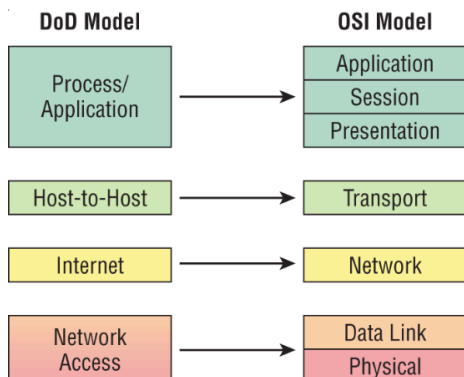 DoD Model
OSI Model
Process/
Application
Application
Session
Presentation
Host-to-Host
Transport
Internet
Network
Network
Access
Data Link
Physical